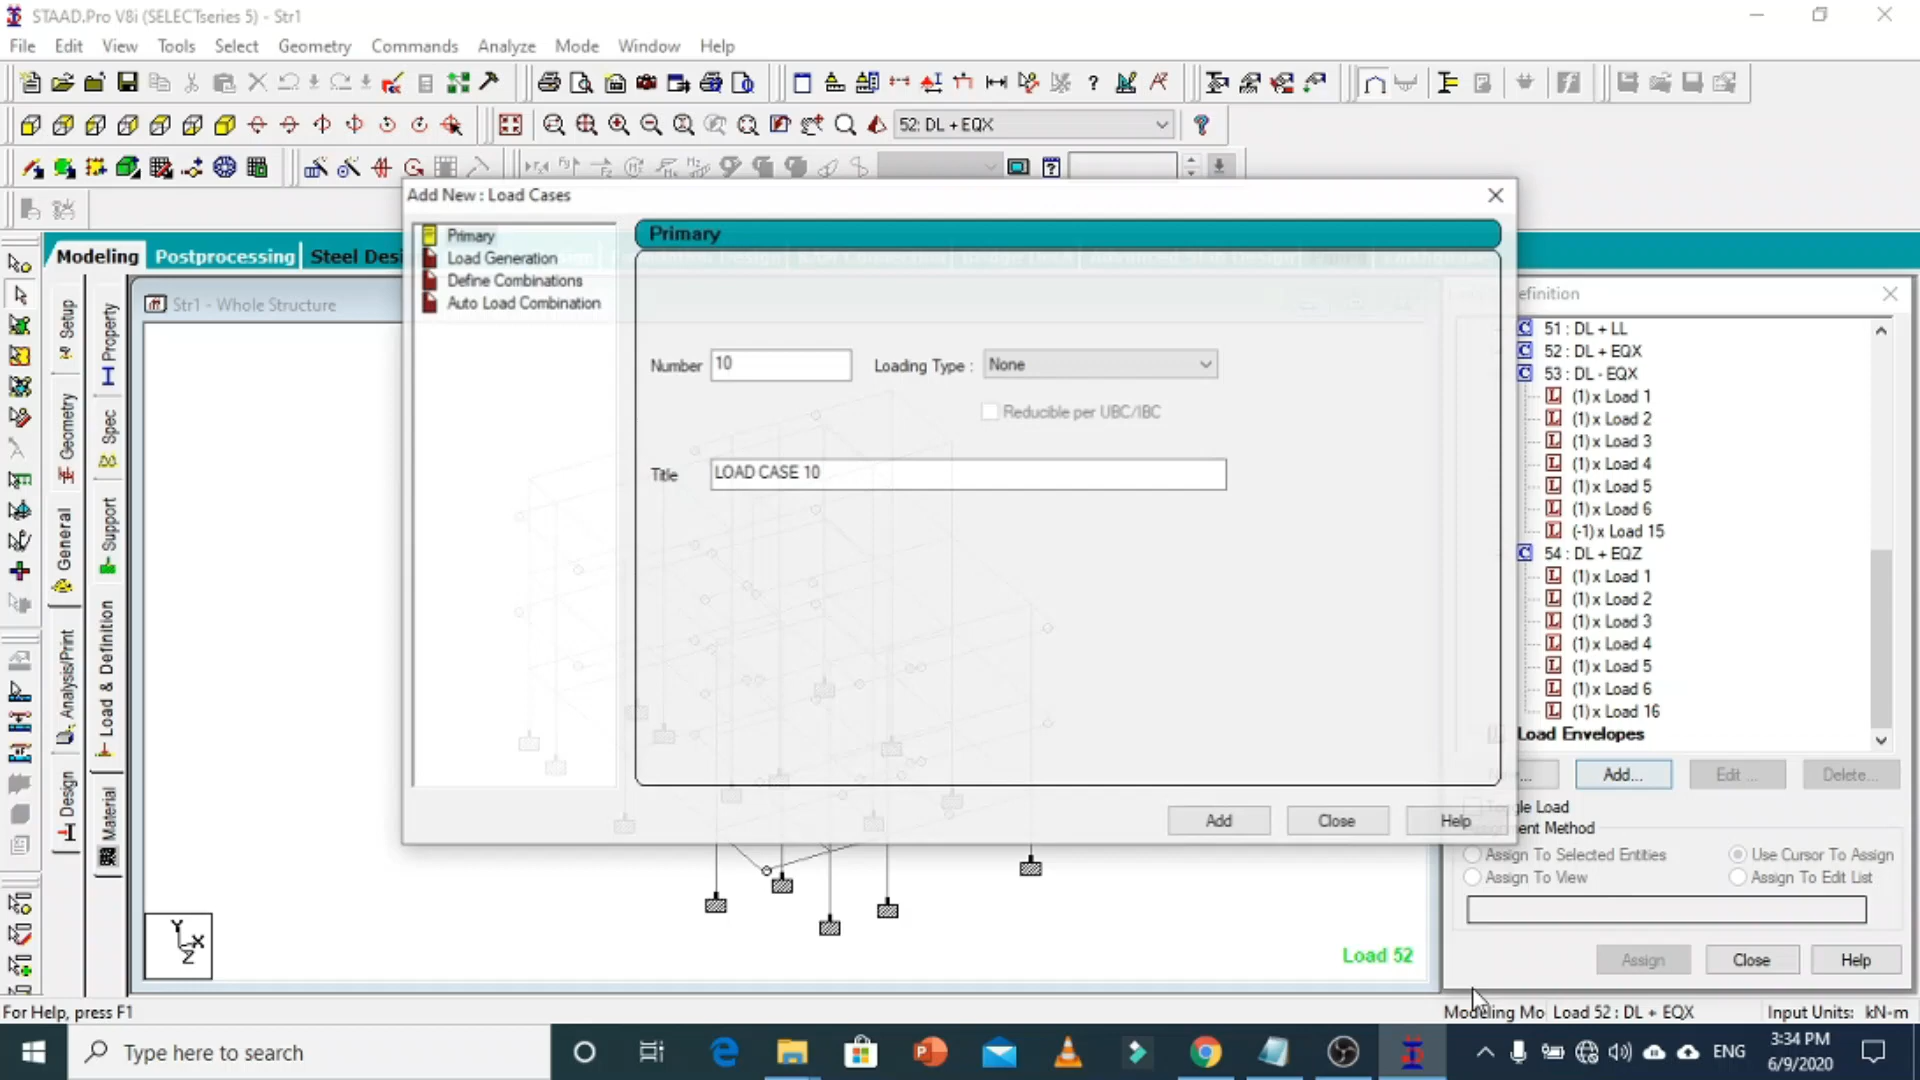 STAAD.Pro V8i (SELECTseries 5) - Str1
File Edit View Tools Select Geometry Commands Analyze Mode Window Help
52: DL + EQX
Add New : Load Cases
Modeling Postprocessing Steel Desi
Str1 - Whole Structure
Setup
Geometry
General
Analysis/Print
Design
Property
Spec
Support
Load & Definition
Material
Primary
Load Generation
Define Combinations
Auto Load Combination
Primary
Number 10 Loading Type : None
Reducible per UBC/IBC
Title LOAD CASE 10
Add Close Help
efinition
51 : DL + LL
52 : DL + EQX
53 : DL - EQX
(1) x Load 1
(1) x Load 2
(1) x Load 3
(1) x Load 4
(1) x Load 5
(1) x Load 6
(-1) x Load 15
54 : DL + EQZ
(1) x Load 1
(1) x Load 2
(1) x Load 3
(1) x Load 4
(1) x Load 5
(1) x Load 6
(1) x Load 16
Load Envelopes
Add... Edit ... Delete...
ggle Load
ent Method
Assign To Selected Entities Use Cursor To Assign
Assign To View Assign To Edit List
Assign Close Help
Y
X
Z
Load 52
For Help, press F1
Modeling Mo Load 52 : DL + EQX Input Units: kN-m
Type here to search
ENG
3:34 PM
6/9/2020